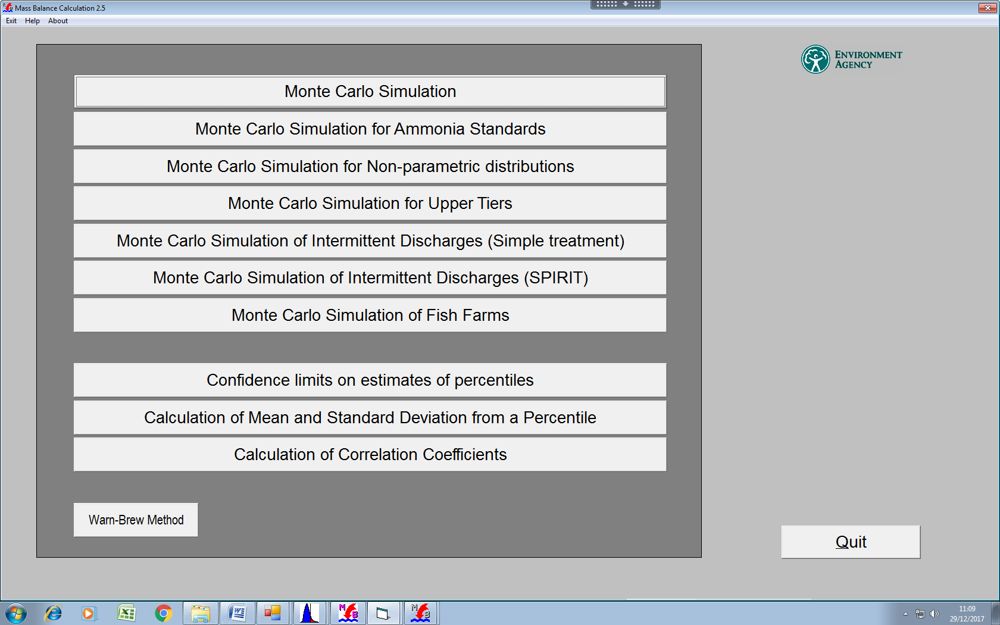 Mass Balance Calculation 2.5
Exit Help About
ENVIRONMENT
AGENCY
Monte Carlo Simulation
Monte Carlo Simulation for Ammonia Standards
Monte Carlo Simulation for Non-parametric distributions
Monte Carlo Simulation for Upper Tiers
Monte Carlo Simulation of Intermittent Discharges (Simple treatment)
Monte Carlo Simulation of Intermittent Discharges (SPIRIT)
Monte Carlo Simulation of Fish Farms
Confidence limits on estimates of percentiles
Calculation of Mean and Standard Deviation from a Percentile
Calculation of Correlation Coefficients
Warn-Brew Method
Quit
M B
M B
11:09
29/12/2017